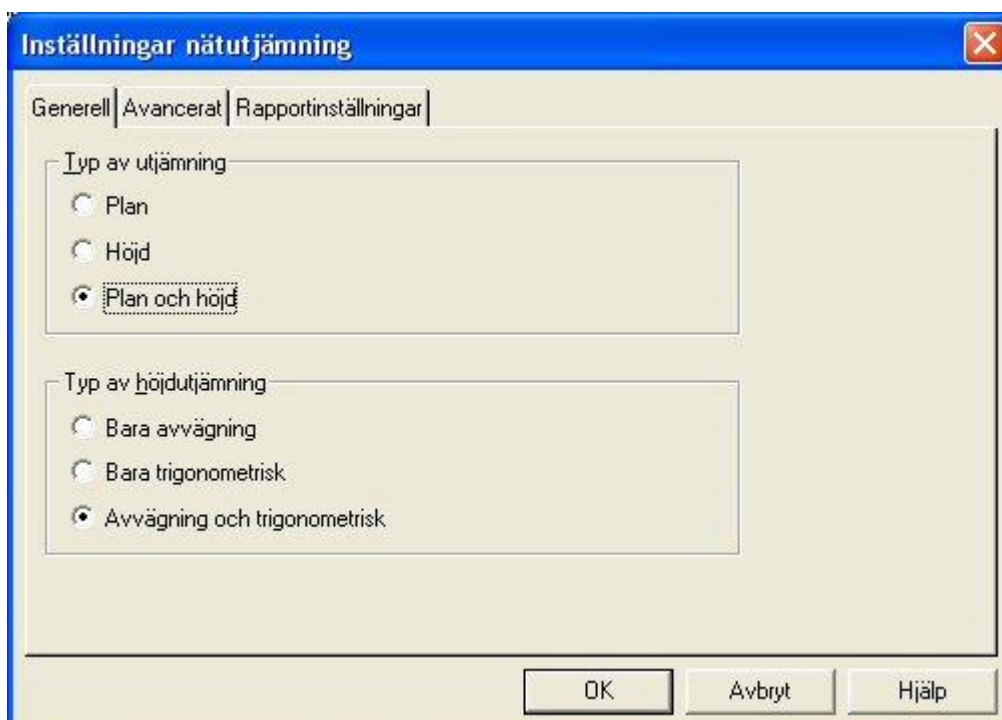 Inställningar nätutjämning
Generell Avancerat Rapportinställningar
Typ av utjämning
Plan
Höjd
Plan och höjd
Typ av höjdutjämning
Bara avvägning
Bara trigonometrisk
Avvägning och trigonometrisk
OK Avbryt Hjälp